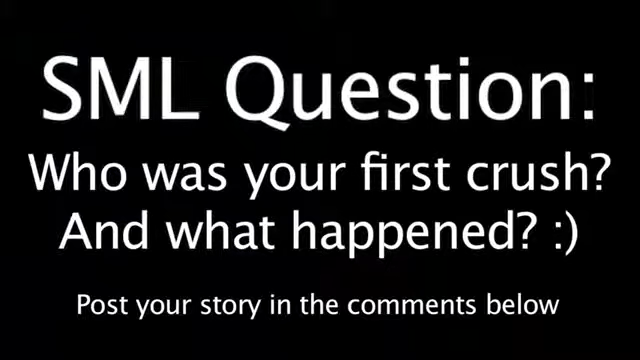 SML Question:
Who was your first crush?
And what happened? :)
Post your story in the comments below